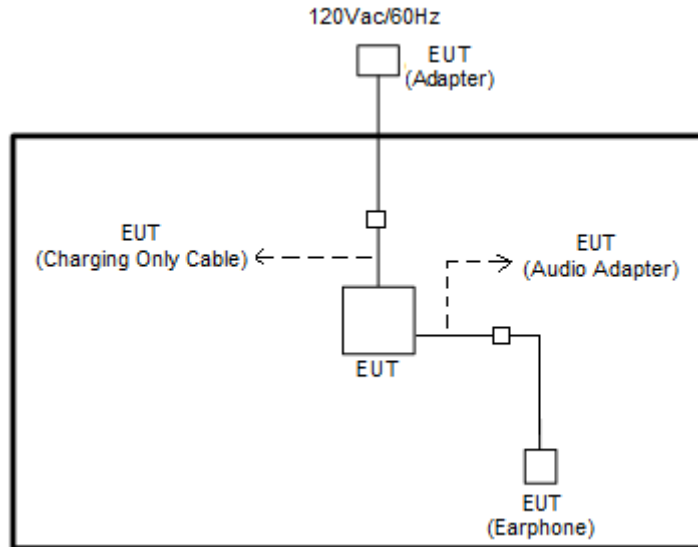 120Vac/60Hz
EUT
(Adapter)
EUT
(Charging Only Cable)
EUT
(Audio Adapter)
EUT
EUT
(Earphone)